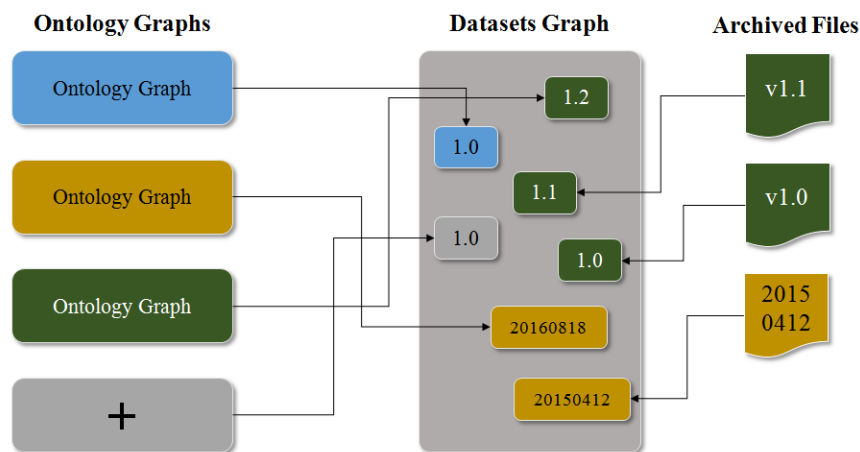 Ontology Graphs
Datasets Graph
Archived Files
Ontology Graph
1.2
v1.1
1.0
Ontology Graph
1.1
v1.0
1.0
1.0
Ontology Graph
20160818
2015
0412
+
20150412